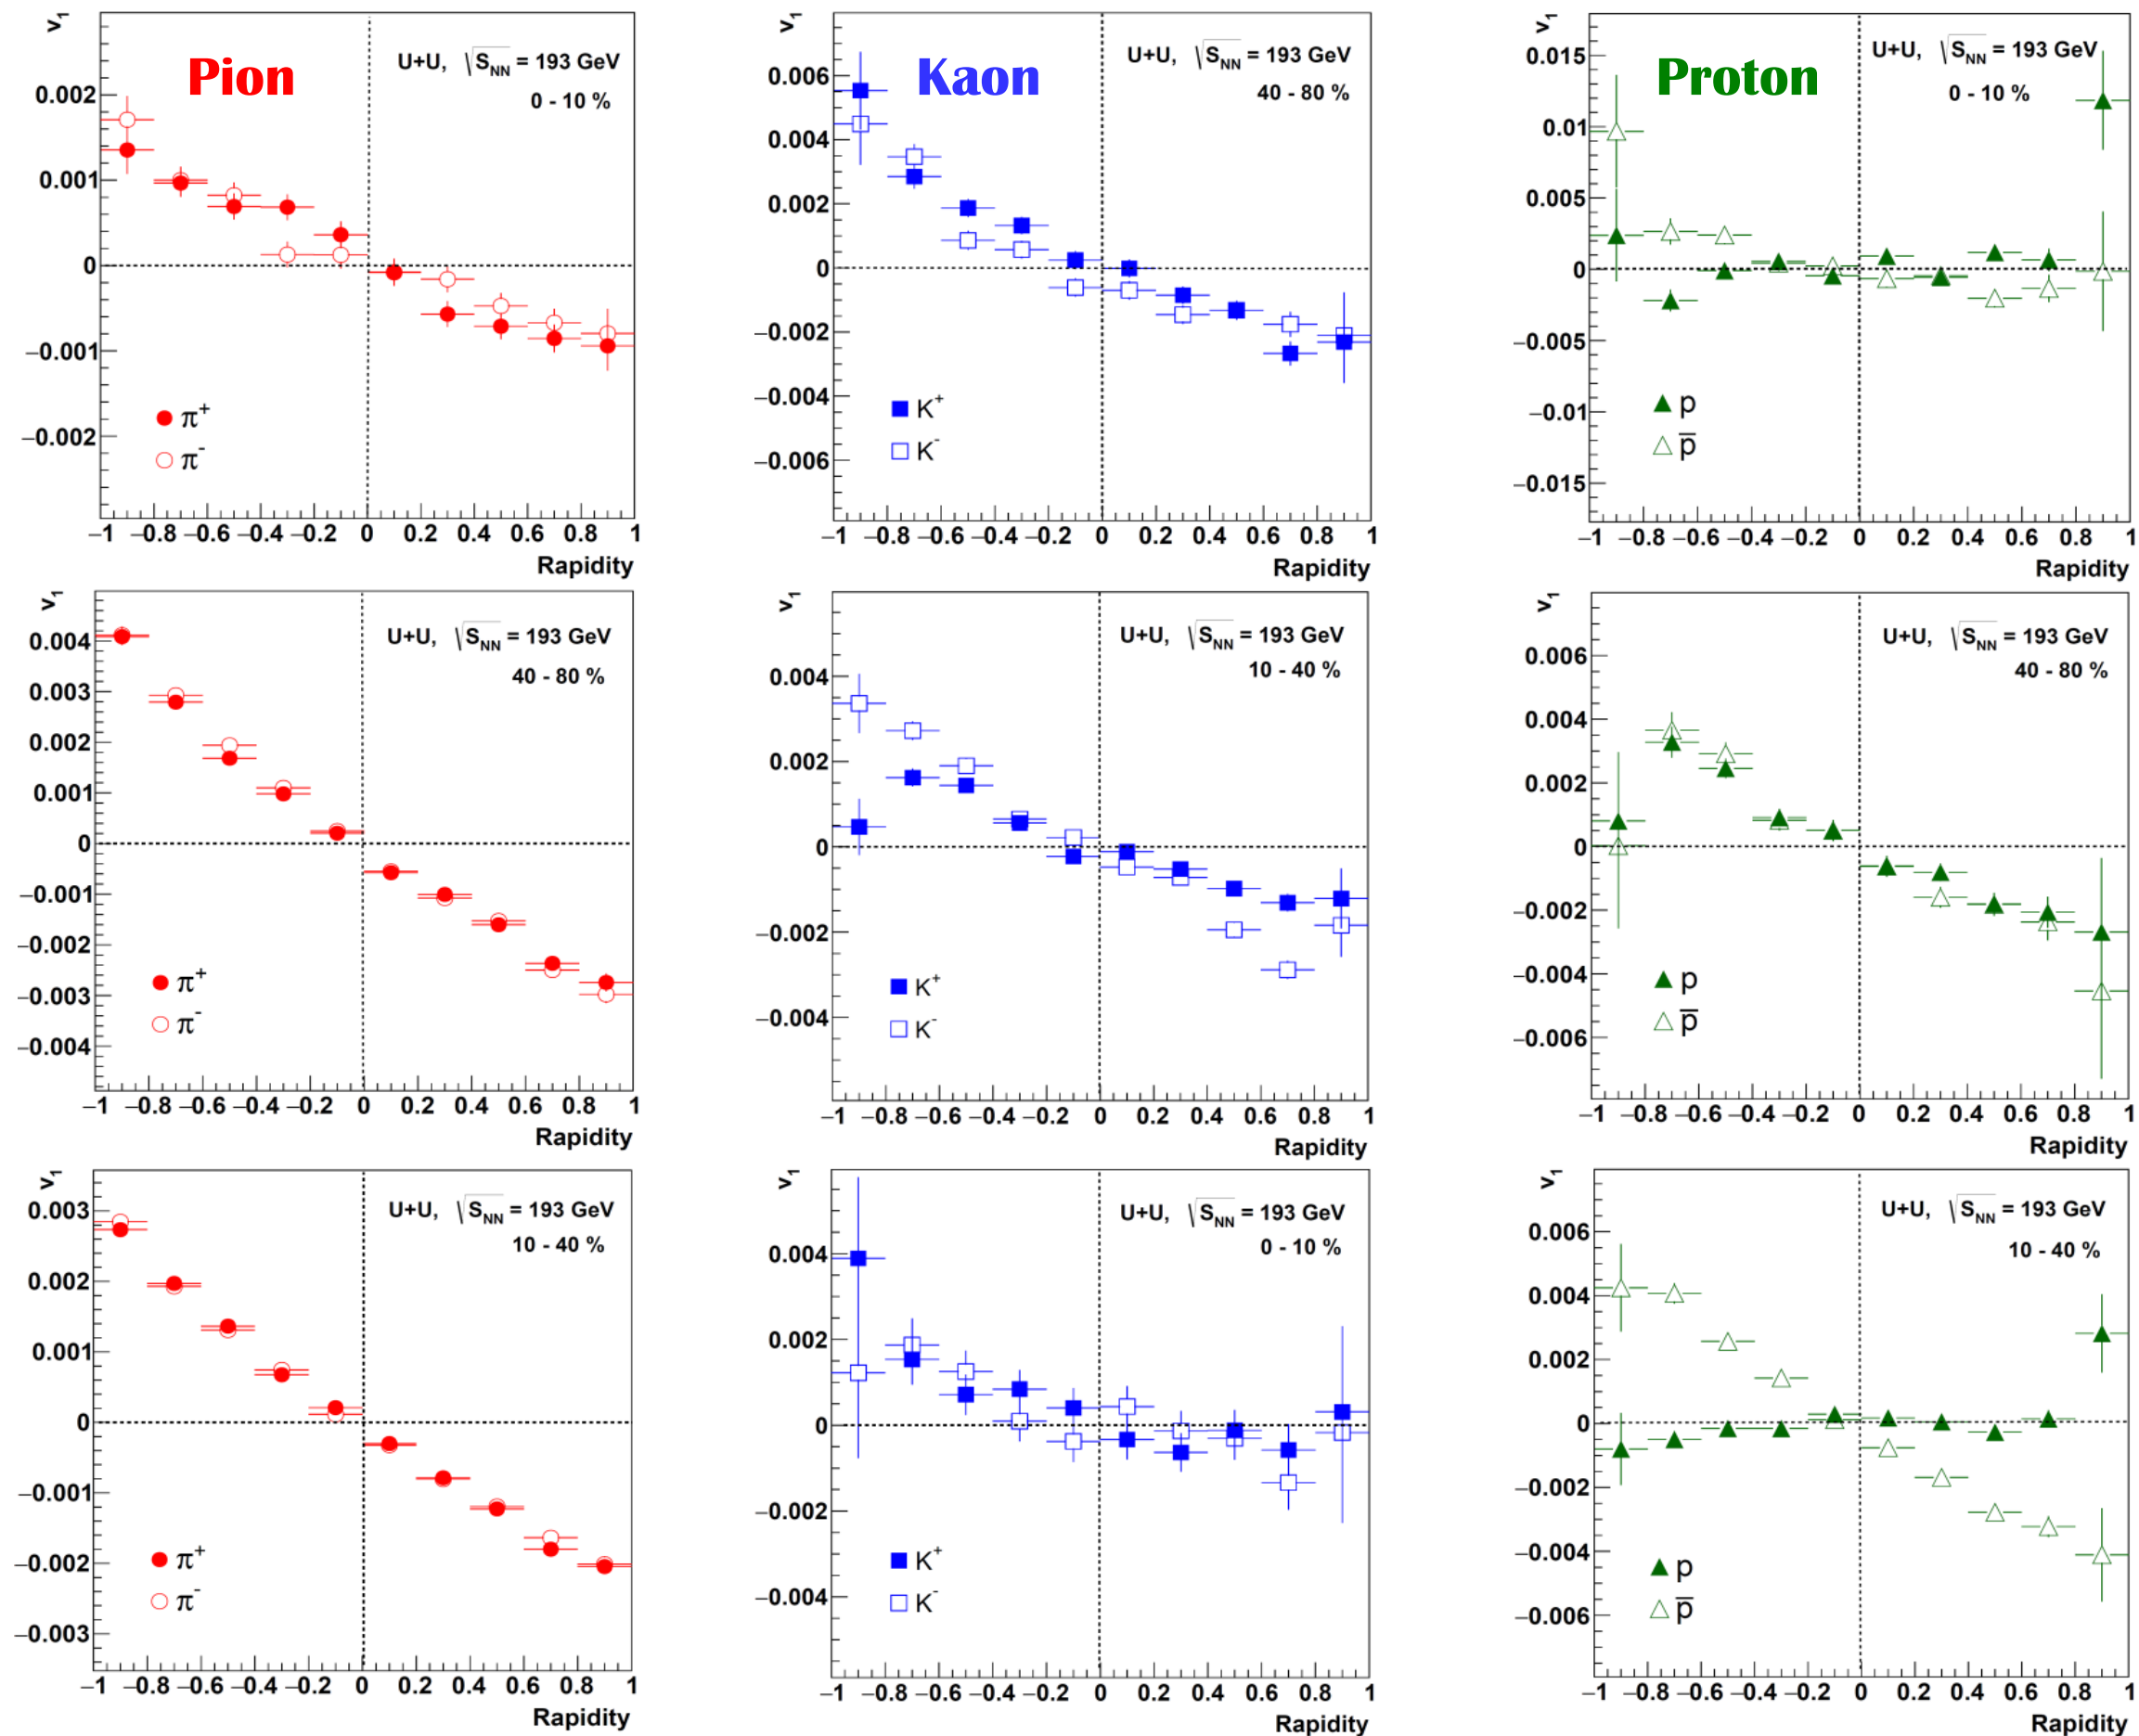 Pion
v1
U+U, √SNN = 193 GeV
0 - 10 %
0.002
0.001
0
−0.001
−0.002
π+
π-
−1 −0.8 −0.6 −0.4 −0.2 0 0.2 0.4 0.6 0.8 1
Rapidity
Kaon
v1
U+U, √SNN = 193 GeV
40 - 80 %
0.006
0.004
0.002
0
−0.002
−0.004
−0.006
K+
K-
−1 −0.8 −0.6 −0.4 −0.2 0 0.2 0.4 0.6 0.8 1
Rapidity
Proton
v1
U+U, √SNN = 193 GeV
0 - 10 %
0.015
0.01
0.005
0
−0.005
−0.01
−0.015
p
p̅
−1 −0.8 −0.6 −0.4 −0.2 0 0.2 0.4 0.6 0.8 1
Rapidity
v1
U+U, √SNN = 193 GeV
40 - 80 %
0.004
0.003
0.002
0.001
0
−0.001
−0.002
−0.003
−0.004
π+
π-
−1 −0.8 −0.6 −0.4 −0.2 0 0.2 0.4 0.6 0.8 1
Rapidity
v1
U+U, √SNN = 193 GeV
10 - 40 %
0.004
0.002
0
−0.002
−0.004
K+
K-
−1 −0.8 −0.6 −0.4 −0.2 0 0.2 0.4 0.6 0.8 1
Rapidity
v1
U+U, √SNN = 193 GeV
40 - 80 %
0.006
0.004
0.002
0
−0.002
−0.004
−0.006
p
p̅
−1 −0.8 −0.6 −0.4 −0.2 0 0.2 0.4 0.6 0.8 1
Rapidity
v1
U+U, √SNN = 193 GeV
10 - 40 %
0.003
0.002
0.001
0
−0.001
−0.002
−0.003
π+
π-
−1 −0.8 −0.6 −0.4 −0.2 0 0.2 0.4 0.6 0.8 1
Rapidity
v1
U+U, √SNN = 193 GeV
0 - 10 %
0.004
0.002
0
−0.002
−0.004
K+
K-
−1 −0.8 −0.6 −0.4 −0.2 0 0.2 0.4 0.6 0.8 1
Rapidity
v1
U+U, √SNN = 193 GeV
10 - 40 %
0.006
0.004
0.002
0
−0.002
−0.004
−0.006
p
p̅
−1 −0.8 −0.6 −0.4 −0.2 0 0.2 0.4 0.6 0.8 1
Rapidity